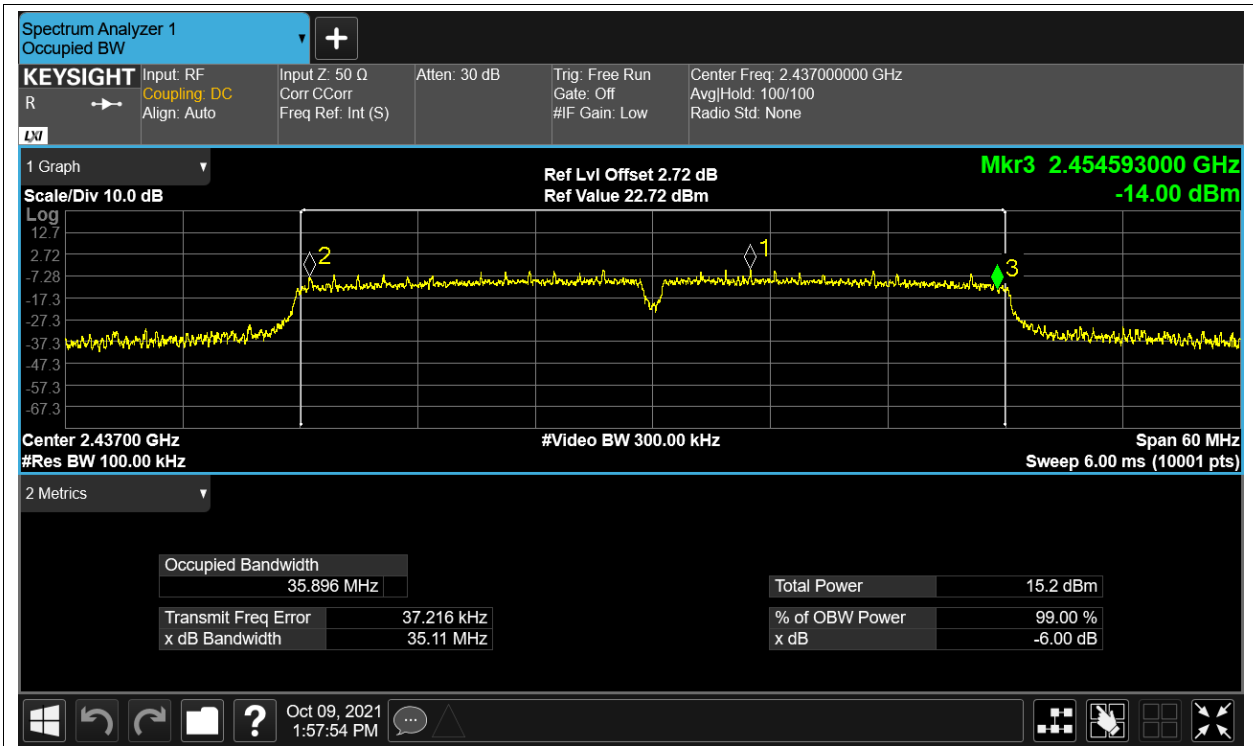 Spectrum Analyzer 1
Occupied BW
+
KEYSIGHT Input: RF Input Z: 50 Ω Atten: 30 dB Trig: Free Run Center Freq: 2.437000000 GHz
R Coupling: DC Corr CCorr Gate: Off Avg|Hold: 100/100
Align: Auto Freq Ref: Int (S) #IF Gain: Low Radio Std: None
LXI
1 Graph Ref Lvl Offset 2.72 dB Mkr3 2.454593000 GHz
Scale/Div 10.0 dB Ref Value 22.72 dBm -14.00 dBm
Log
12.7
2.72
-7.28
-17.3
-27.3
-37.3
-47.3
-57.3
-67.3
2
1
3
Center 2.43700 GHz #Video BW 300.00 kHz Span 60 MHz
#Res BW 100.00 kHz Sweep 6.00 ms (10001 pts)
2 Metrics
Occupied Bandwidth
35.896 MHz Total Power 15.2 dBm
Transmit Freq Error 37.216 kHz % of OBW Power 99.00 %
x dB Bandwidth 35.11 MHz x dB -6.00 dB
? Oct 09, 2021
1:57:54 PM